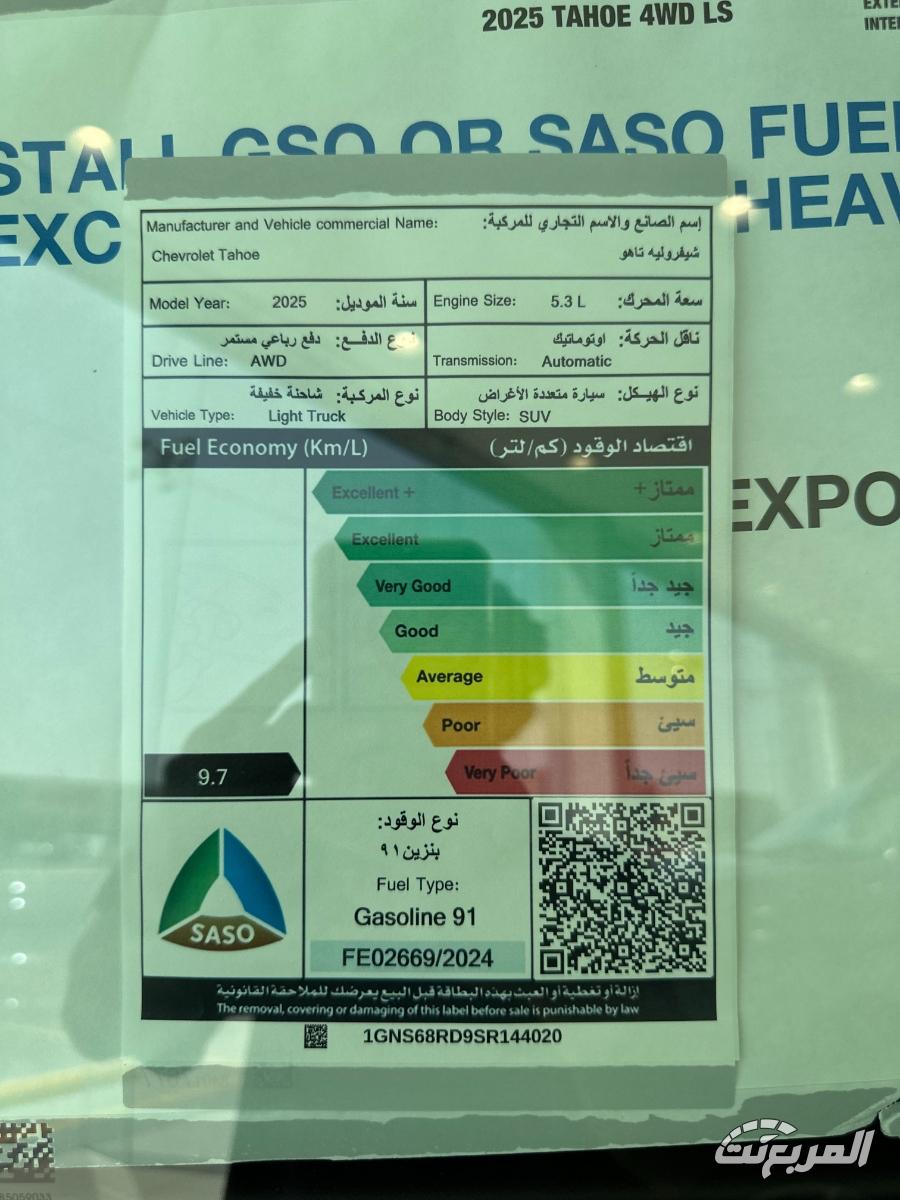 2025 TAHOE 4WD LS
GSO OR SASO
HEAV
Manufacturer and Vehicle commercial Name: إسم الصانع والاسم التجاري للمركبة:
Chevrolet Tahoe شيفروليه تاهو
Model Year: 2025 سنة الموديل: Engine Size: 5.3 L سعة المحرك:
نوع الدفـــع: دفع رباعي مستمر ناقل الحركة: اوتوماتيك
Drive Line: AWD Transmission: Automatic
نوع المركبة: شاحنة خفيفة نوع الهيـكل: سيارة متعددة الأغراض
Vehicle Type: Light Truck Body Style: SUV
Fuel Economy (Km/L) اقتصاد الوقود (كم/لتر)
Excellent + ممتاز+
Excellent ممتاز
Very Good جيد جداً
Good جيد
Average متوسط
Poor سيئ
Very Poor سيئ جداً
9.7
نوع الوقود:
بنزين٩١
Fuel Type:
Gasoline 91
SASO
FE02669/2024
إزالة أو تغطية أو العبث بهذه البطاقة قبل البيع يعرضك للملاحقة القانونية
The removal, covering or damaging of this label before sale is punishable by law
1GNS68RD9SR144020
EXPO
المربع نت